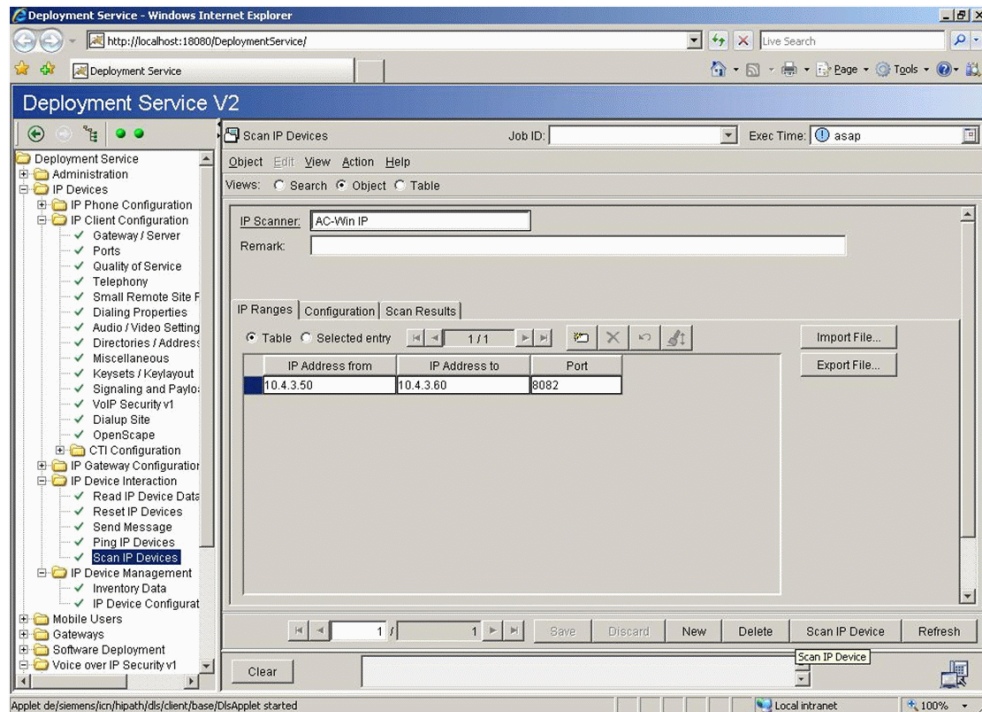 Deployment Service - Windows Internet Explorer
http://localhost:18080/DeploymentService/
Live Search
Deployment Service
Page
Tools
Deployment Service V2
Scan IP Devices
Job ID:
Exec Time:
asap
Object Edit View Action Help
Views: Search Object Table
Deployment Service
Administration
IP Devices
IP Phone Configuration
IP Client Configuration
Gateway / Server
Ports
Quality of Service
Telephony
Small Remote Site
Dialing Properties
Audio / Video Setting
Directories / Address
Miscellaneous
Keysets / Keylayout
Signaling and Paylo
VoIP Security v1
Dialup Site
OpenScape
CTI Configuration
IP Gateway Configuration
IP Device Interaction
Read IP Device Data
Reset IP Devices
Send Message
Ping IP Devices
Scan IP Devices
IP Device Management
Inventory Data
IP Device Configurat
Mobile Users
Gateways
Software Deployment
Voice over IP Security v1
IP Scanner: AC-Win IP
Remark:
IP Ranges Configuration Scan Results
Table Selected entry 1 / 1
Import File...
Export File...
IP Address from IP Address to Port
10.4.3.50 10.4.3.60 8082
1 / 1 Save Discard New Delete Scan IP Device Refresh
Scan IP Device
Clear
Applet de/siemens/icn/hipath/dls/client/base/DlsApplet started
Local intranet
100%